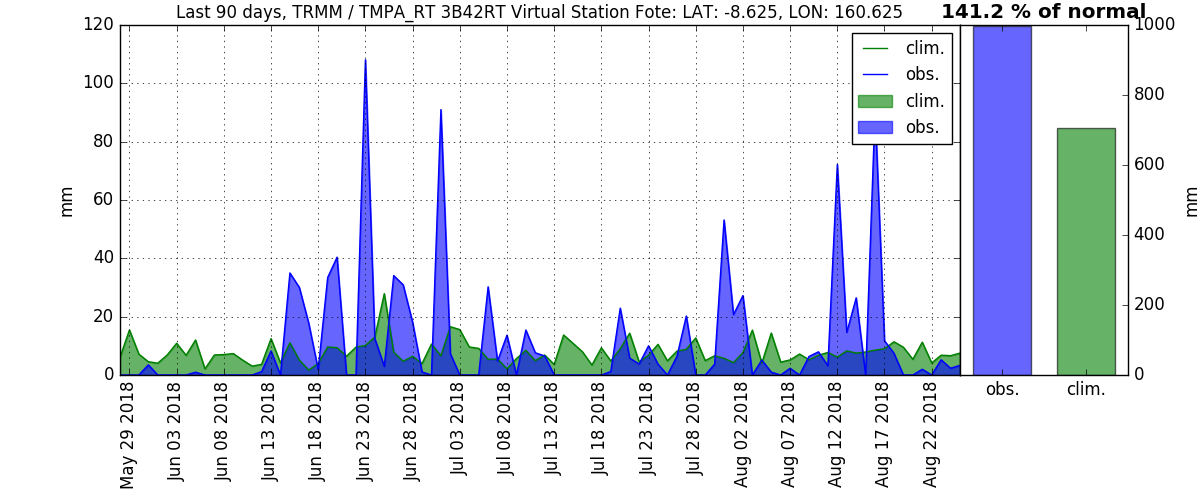 Last 90 days, TRMM / TMPA_RT 3B42RT Virtual Station Fote: LAT: -8.625, LON: 160.625
141.2 % of normal
120
100
80
60
40
20
0
mm
clim.
obs.
clim.
obs.
May 29 2018
Jun 03 2018
Jun 08 2018
Jun 13 2018
Jun 18 2018
Jun 23 2018
Jun 28 2018
Jul 03 2018
Jul 08 2018
Jul 13 2018
Jul 18 2018
Jul 23 2018
Jul 28 2018
Aug 02 2018
Aug 07 2018
Aug 12 2018
Aug 17 2018
Aug 22 2018
1000
800
600
400
200
0
mm
obs.
clim.